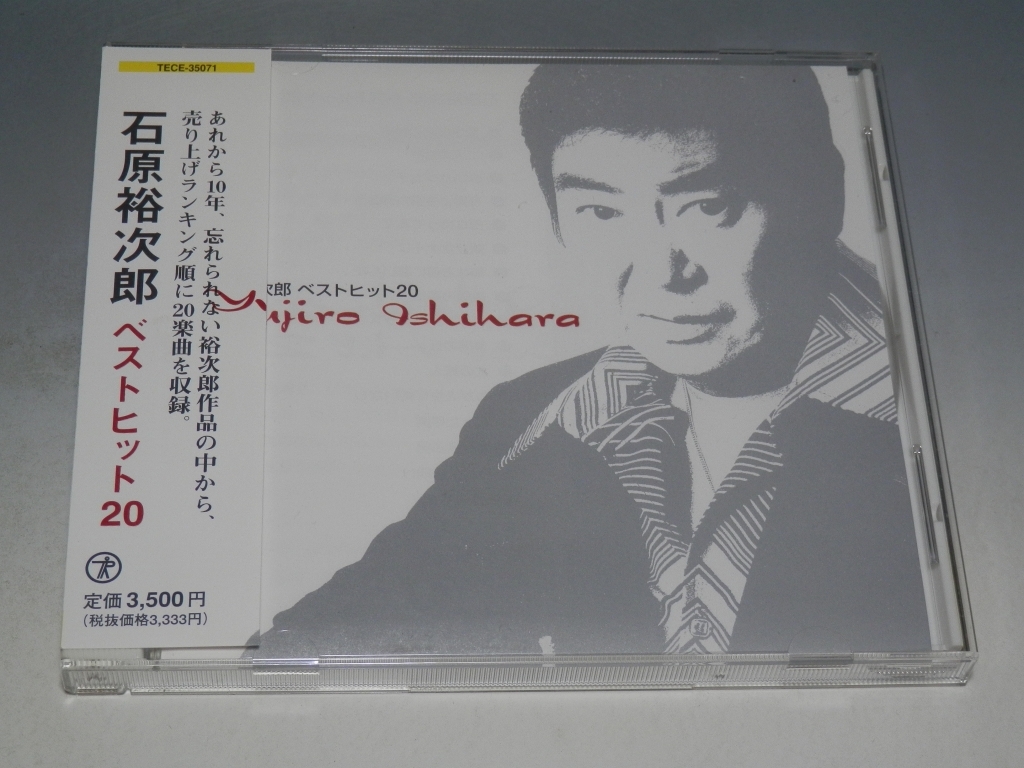 TECE-35071
あれから10年、忘れられない裕次郎作品の中から、
売り上げランキング順に20楽曲を収録。
石原裕次郎 ベストヒット20
定価3,500円
(税抜価格3,333円)
次郎 ベストヒット20
Yujiro Ishihara